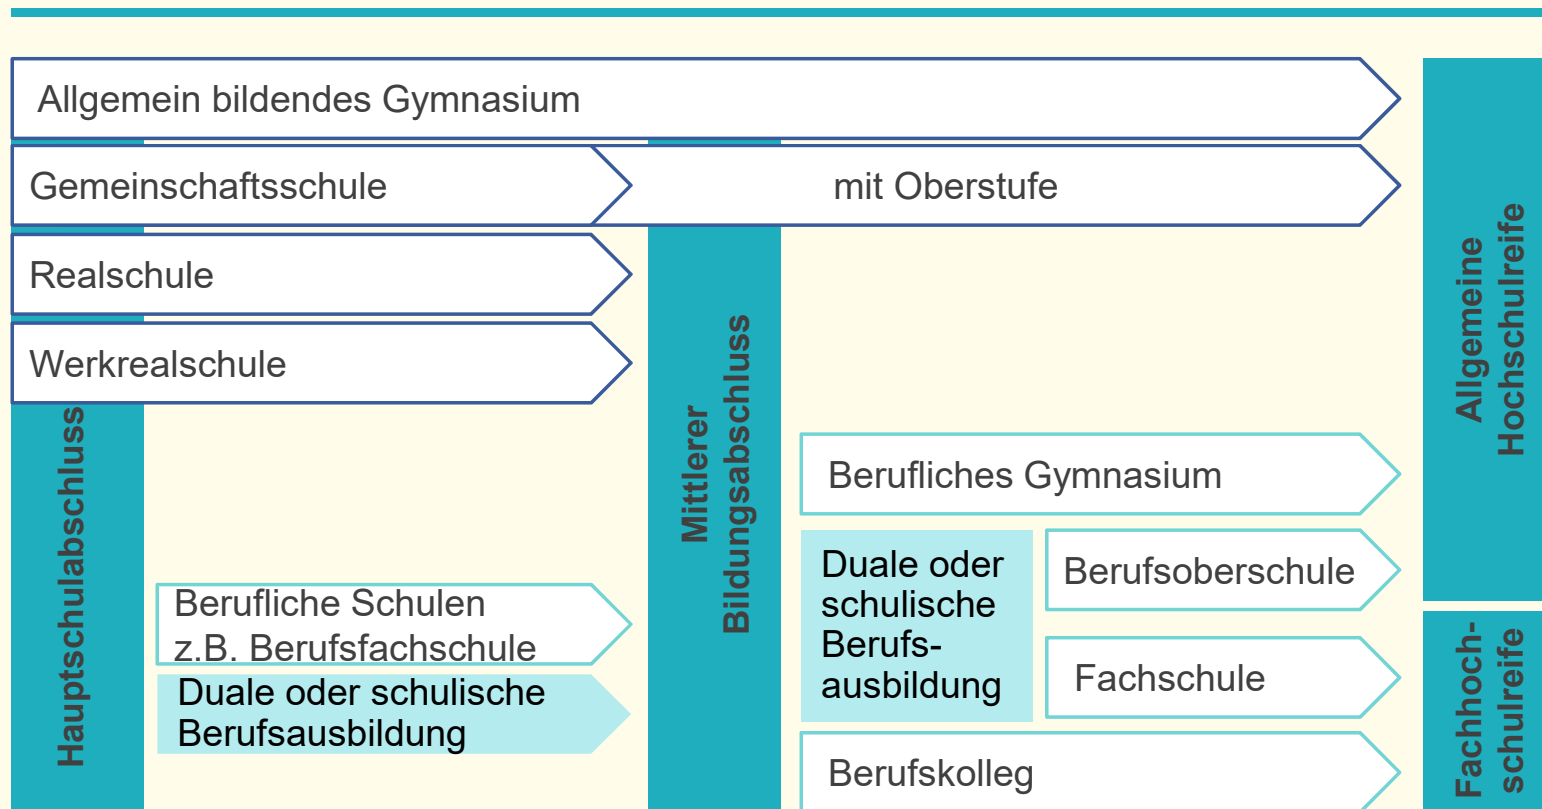 Allgemein bildendes Gymnasium
Gemeinschaftsschule
mit Oberstufe
Realschule
Werkrealschule
Hauptschulabschluss
Berufliche Schulen
z.B. Berufsfachschule
Duale oder schulische
Berufsausbildung
Mittlerer
Bildungsabschluss
Berufliches Gymnasium
Duale oder
schulische
Berufs-
ausbildung
Berufsoberschule
Fachschule
Berufskolleg
Allgemeine
Hochschulreife
Fachhoch-
schulreife